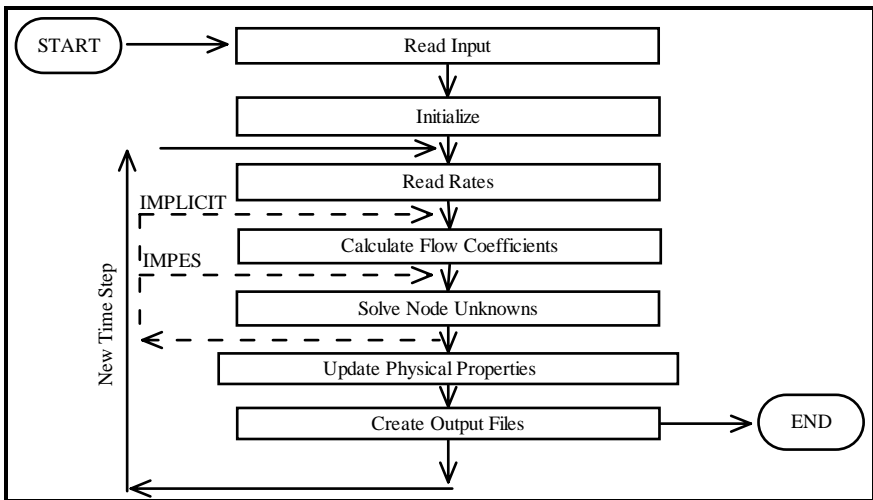 START
Read Input
Initialize
Read Rates
IMPLICIT
Calculate Flow Coefficients
IMPES
Solve Node Unknowns
New Time Step
Update Physical Properties
Create Output Files
END